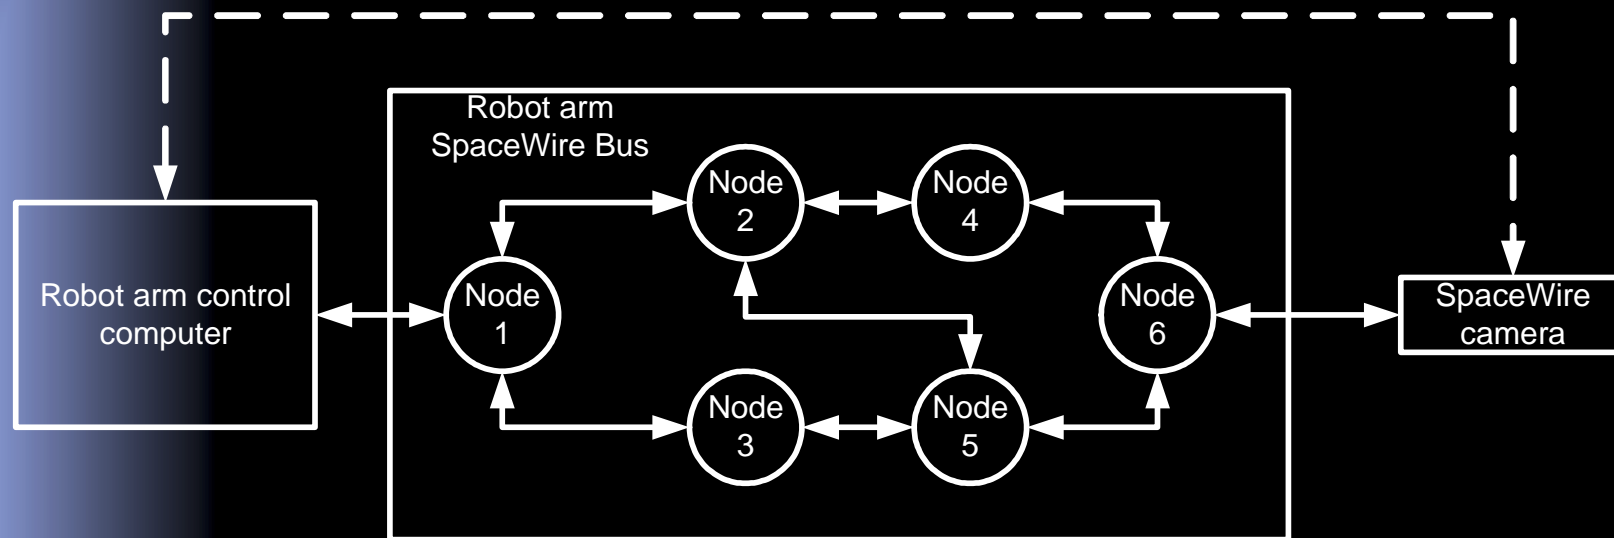 Robot arm
SpaceWire Bus
Node
2
Node
4
Robot arm control
computer
Node
1
Node
6
SpaceWire
camera
Node
3
Node
5